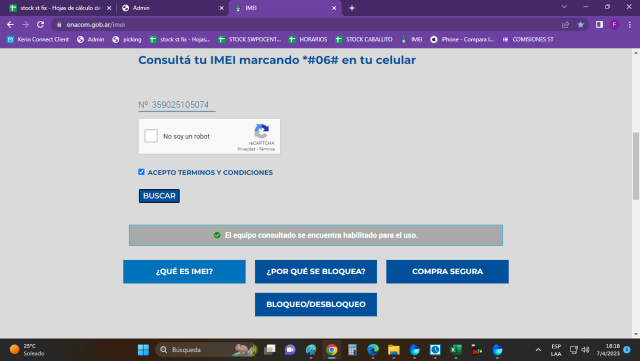 stock st fix - Hojas de cálculo de
Admin
IMEI
enacom.gob.ar/imei
F
Kerio Connect Client
Admin
picking
stock st fix - Hojas...
STOCK SWPOCENT...
HORARIOS
STOCK CABALLITO
IMEI
iPhone - Compara I...
COMISIONES ST
Consultá tu IMEI marcando *#06# en tu celular
Nº 359025105074
No soy un robot
reCAPTCHA
Privacidad - Términos
ACEPTO TERMINOS Y CONDICIONES
BUSCAR
El equipo consultado se encuentra habilitado para el uso.
¿QUÉ ES IMEI?
¿POR QUÉ SE BLOQUEA?
COMPRA SEGURA
BLOQUEO/DESBLOQUEO
25°C
Soleado
Búsqueda
ESP
LAA
18:18
7/4/2023